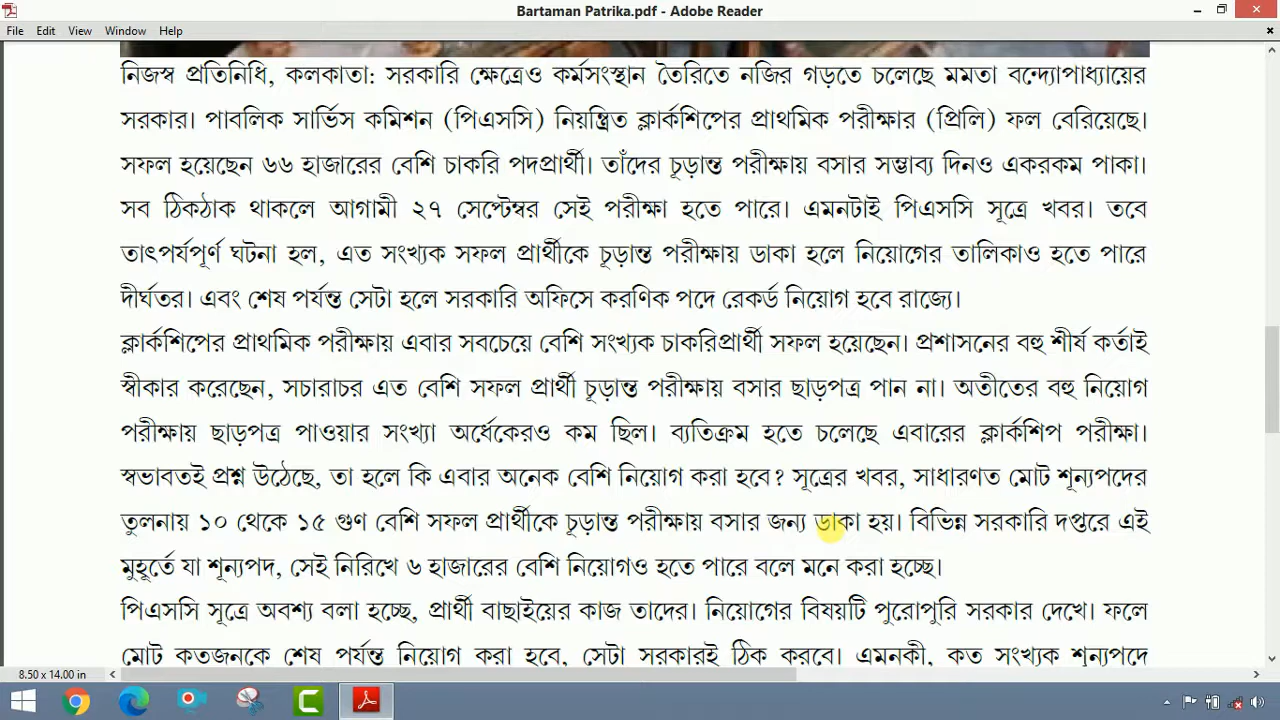 Bartaman Patrika.pdf - Adobe Reader
File Edit View Window Help
নিজস্ব প্রতিনিধি, কলকাতা: সরকারি ক্ষেত্রেও কর্মসংস্থান তৈরিতে নজির গড়তে চলেছে মমতা বন্দ্যোপাধ্যায়ের
সরকার। পাবলিক সার্ভিস কমিশন (পিএসসি) নিয়ন্ত্রিত ক্লার্কশিপের প্রাথমিক পরীক্ষার (প্রিলি) ফল বেরিয়েছে।
সফল হয়েছেন ৬৬ হাজারের বেশি চাকরি পদপ্রার্থী। তাঁদের চূড়ান্ত পরীক্ষায় বসার সম্ভাব্য দিনও একরকম পাকা।
সব ঠিকঠাক থাকলে আগামী ২৭ সেপ্টেম্বর সেই পরীক্ষা হতে পারে। এমনটাই পিএসসি সূত্রে খবর। তবে
তাৎপর্যপূর্ণ ঘটনা হল, এত সংখ্যক সফল প্রার্থীকে চূড়ান্ত পরীক্ষায় ডাকা হলে নিয়োগের তালিকাও হতে পারে
দীর্ঘতর। এবং শেষ পর্যন্ত সেটা হলে সরকারি অফিসে করণিক পদে রেকর্ড নিয়োগ হবে রাজ্যে।
ক্লার্কশিপের প্রাথমিক পরীক্ষায় এবার সবচেয়ে বেশি সংখ্যক চাকরিপ্রার্থী সফল হয়েছেন। প্রশাসনের বহু শীর্ষ কর্তাই
স্বীকার করেছেন, সচারাচর এত বেশি সফল প্রার্থী চূড়ান্ত পরীক্ষায় বসার ছাড়পত্র পান না। অতীতের বহু নিয়োগ
পরীক্ষায় ছাড়পত্র পাওয়ার সংখ্যা অর্ধেকেরও কম ছিল। ব্যতিক্রম হতে চলেছে এবারের ক্লার্কশিপ পরীক্ষা।
স্বভাবতই প্রশ্ন উঠেছে, তা হলে কি এবার অনেক বেশি নিয়োগ করা হবে? সূত্রের খবর, সাধারণত মোট শূন্যপদের
তুলনায় ১০ থেকে ১৫ গুণ বেশি সফল প্রার্থীকে চূড়ান্ত পরীক্ষায় বসার জন্য ডাকা হয়। বিভিন্ন সরকারি দপ্তরে এই
মুহূর্তে যা শূন্যপদ, সেই নিরিখে ৬ হাজারের বেশি নিয়োগও হতে পারে বলে মনে করা হচ্ছে।
পিএসসি সূত্রে অবশ্য বলা হচ্ছে, প্রার্থী বাছাইয়ের কাজ তাদের। নিয়োগের বিষয়টি পুরোপুরি সরকার দেখে। ফলে
মোট কতজনকে শেষ পর্যন্ত নিয়োগ করা হবে, সেটা সরকারই ঠিক করবে। এমনকী, কত সংখ্যক শূন্যপদে
8.50 x 14.00 in